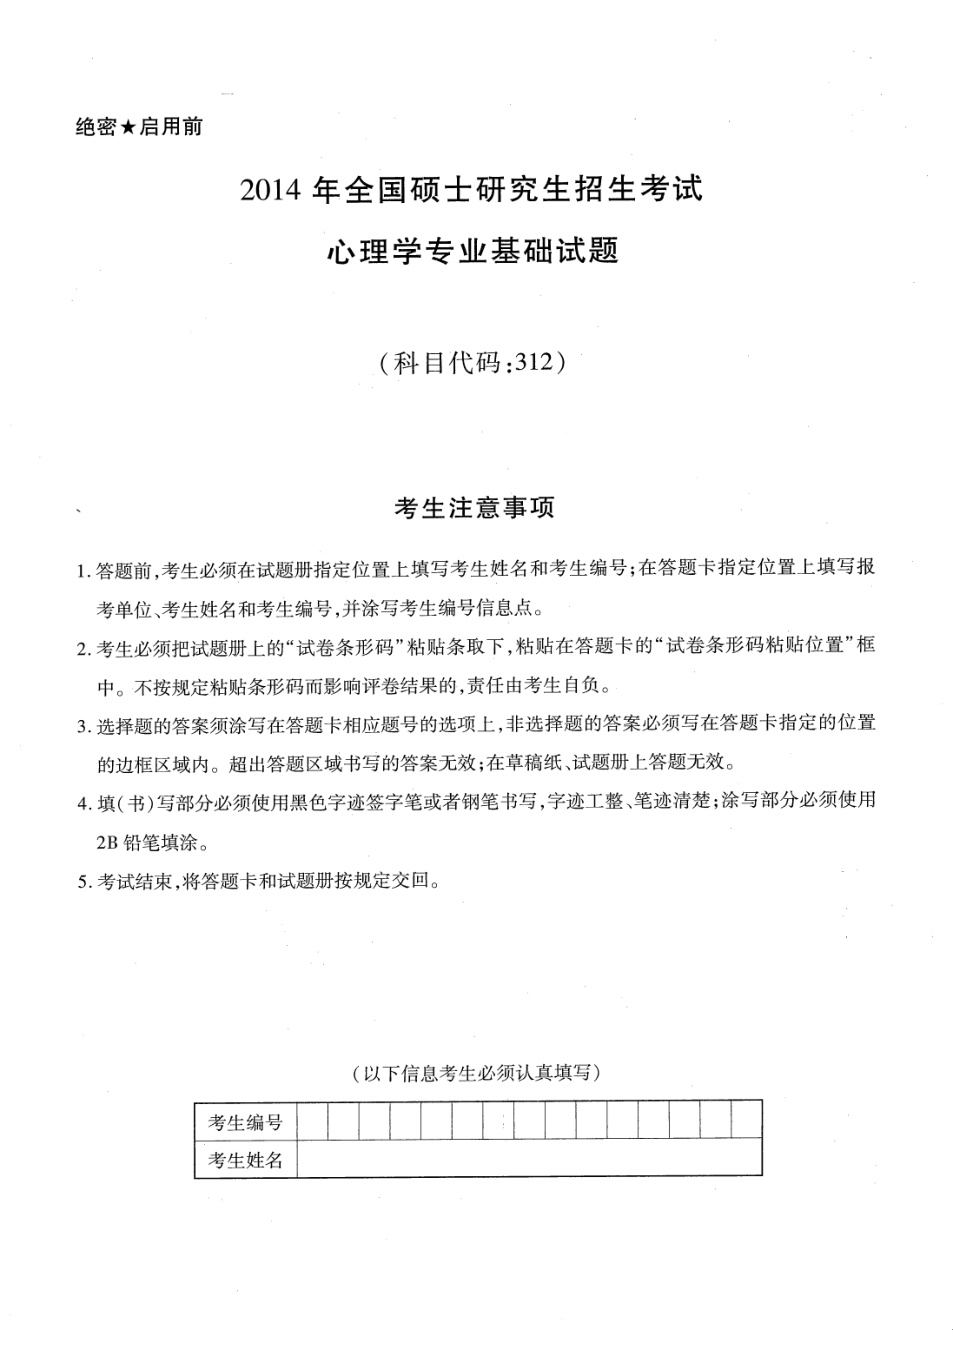 绝密★启用前
2014 年全国硕士研究生招生考试
心理学专业基础试题
(科目代码:312)
考生注意事项
1. 答题前,考生必须在试题册指定位置上填写考生姓名和考生编号;在答题卡指定位置上填写报
考单位、考生姓名和考生编号,并涂写考生编号信息点。
2. 考生必须把试题册上的“试卷条形码”粘贴条取下,粘贴在答题卡的“试卷条形码粘贴位置”框
中。不按规定粘贴条形码而影响评卷结果的,责任由考生自负。
3. 选择题的答案须涂写在答题卡相应题号的选项上,非选择题的答案必须写在答题卡指定的位置
的边框区域内。超出答题区域书写的答案无效;在草稿纸、试题册上答题无效。
4. 填(书)写部分必须使用黑色字迹签字笔或者钢笔书写,字迹工整、笔迹清楚;涂写部分必须使用
2B 铅笔填涂。
5. 考试结束,将答题卡和试题册按规定交回。
(以下信息考生必须认真填写)
考生编号
考生姓名